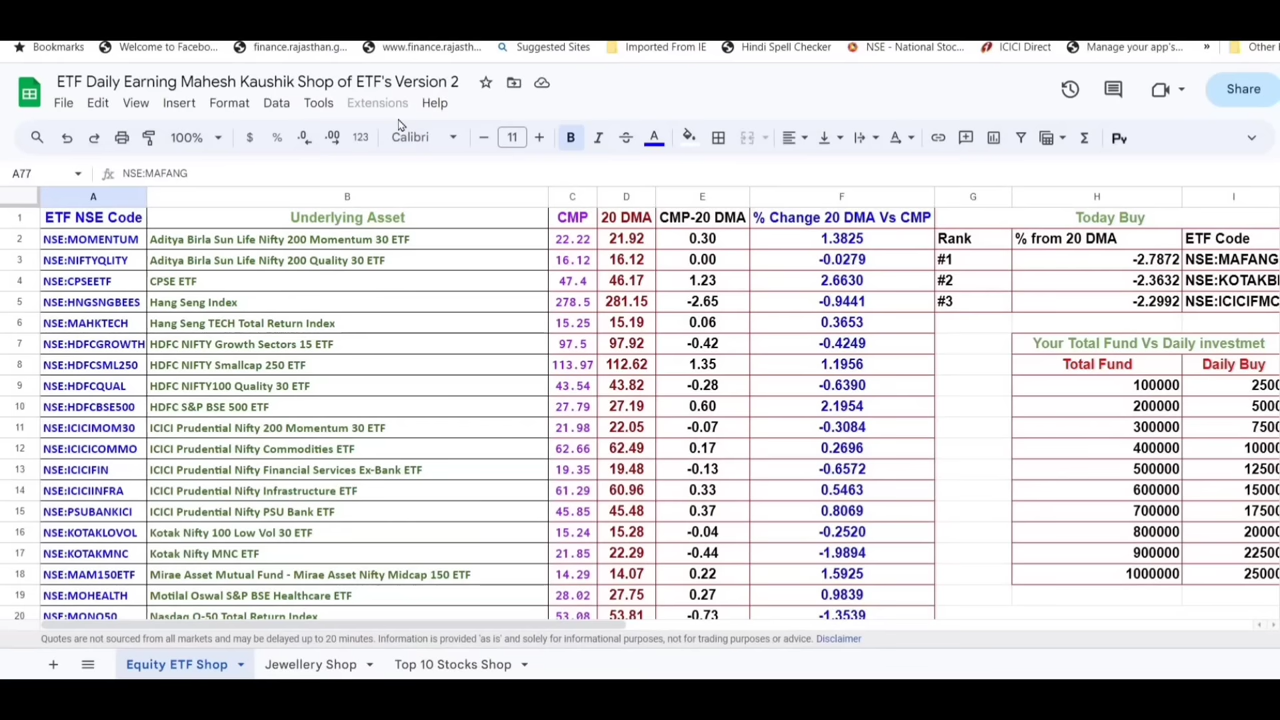 Bookmarks Welcome to Facebo... finance.rajasthan.g... www.finance.rajasth... Suggested Sites Imported From IE Hindi Spell Checker NSE - National Stoc... ICICI Direct Manage your app's... » Other
ETF Daily Earning Mahesh Kaushik Shop of ETF's Version 2
File Edit View Insert Format Data Tools Extensions Help
Share
100% $ % .0 .00 123 Calibri − 11 + B I S A Σ Py
A77 fx NSE:MAFANG
A B C D E F G H I
1 ETF NSE Code Underlying Asset CMP 20 DMA CMP-20 DMA % Change 20 DMA Vs CMP Today Buy
2 NSE:MOMENTUM Aditya Birla Sun Life Nifty 200 Momentum 30 ETF 22.22 21.92 0.30 1.3825 Rank % from 20 DMA ETF Code
3 NSE:NIFTYQLITY Aditya Birla Sun Life Nifty 200 Quality 30 ETF 16.12 16.12 0.00 -0.0279 #1 -2.7872 NSE:MAFANG
4 NSE:CPSEETF CPSE ETF 47.4 46.17 1.23 2.6630 #2 -2.3632 NSE:KOTAKB
5 NSE:HNGSNGBEES Hang Seng Index 278.5 281.15 -2.65 -0.9441 #3 -2.2992 NSE:ICICIFMC
6 NSE:MAHKTECH Hang Seng TECH Total Return Index 15.25 15.19 0.06 0.3653
7 NSE:HDFCGROWTH HDFC NIFTY Growth Sectors 15 ETF 97.5 97.92 -0.42 -0.4249 Your Total Fund Vs Daily investmet
8 NSE:HDFCSML250 HDFC NIFTY Smallcap 250 ETF 113.97 112.62 1.35 1.1956 Total Fund Daily Buy
9 NSE:HDFCQUAL HDFC NIFTY100 Quality 30 ETF 43.54 43.82 -0.28 -0.6390 100000 2500
10 NSE:HDFCBSE500 HDFC S&P BSE 500 ETF 27.79 27.19 0.60 2.1954 200000 5000
11 NSE:ICICIMOM30 ICICI Prudential Nifty 200 Momentum 30 ETF 21.98 22.05 -0.07 -0.3084 300000 7500
12 NSE:ICICICOMMO ICICI Prudential Nifty Commodities ETF 62.66 62.49 0.17 0.2696 400000 10000
13 NSE:ICICIFIN ICICI Prudential Nifty Financial Services Ex-Bank ETF 19.35 19.48 -0.13 -0.6572 500000 12500
14 NSE:ICICIINFRA ICICI Prudential Nifty Infrastructure ETF 61.29 60.96 0.33 0.5463 600000 15000
15 NSE:PSUBANKICI ICICI Prudential Nifty PSU Bank ETF 45.85 45.48 0.37 0.8069 700000 17500
16 NSE:KOTAKLOVOL Kotak Nifty 100 Low Vol 30 ETF 15.24 15.28 -0.04 -0.2520 800000 20000
17 NSE:KOTAKMNC Kotak Nifty MNC ETF 21.85 22.29 -0.44 -1.9894 900000 22500
18 NSE:MAM150ETF Mirae Asset Mutual Fund - Mirae Asset Nifty Midcap 150 ETF 14.29 14.07 0.22 1.5925 1000000 25000
19 NSE:MOHEALTH Motilal Oswal S&P BSE Healthcare ETF 28.02 27.75 0.27 0.9839
20 NSE:MONQ50 Nasdaq Q-50 Total Return Index 53.08 53.81 -0.73 -1.3539
Quotes are not sourced from all markets and may be delayed up to 20 minutes. Information is provided 'as is' and solely for informational purposes, not for trading purposes or advice. Disclaimer
+ Equity ETF Shop Jewellery Shop Top 10 Stocks Shop